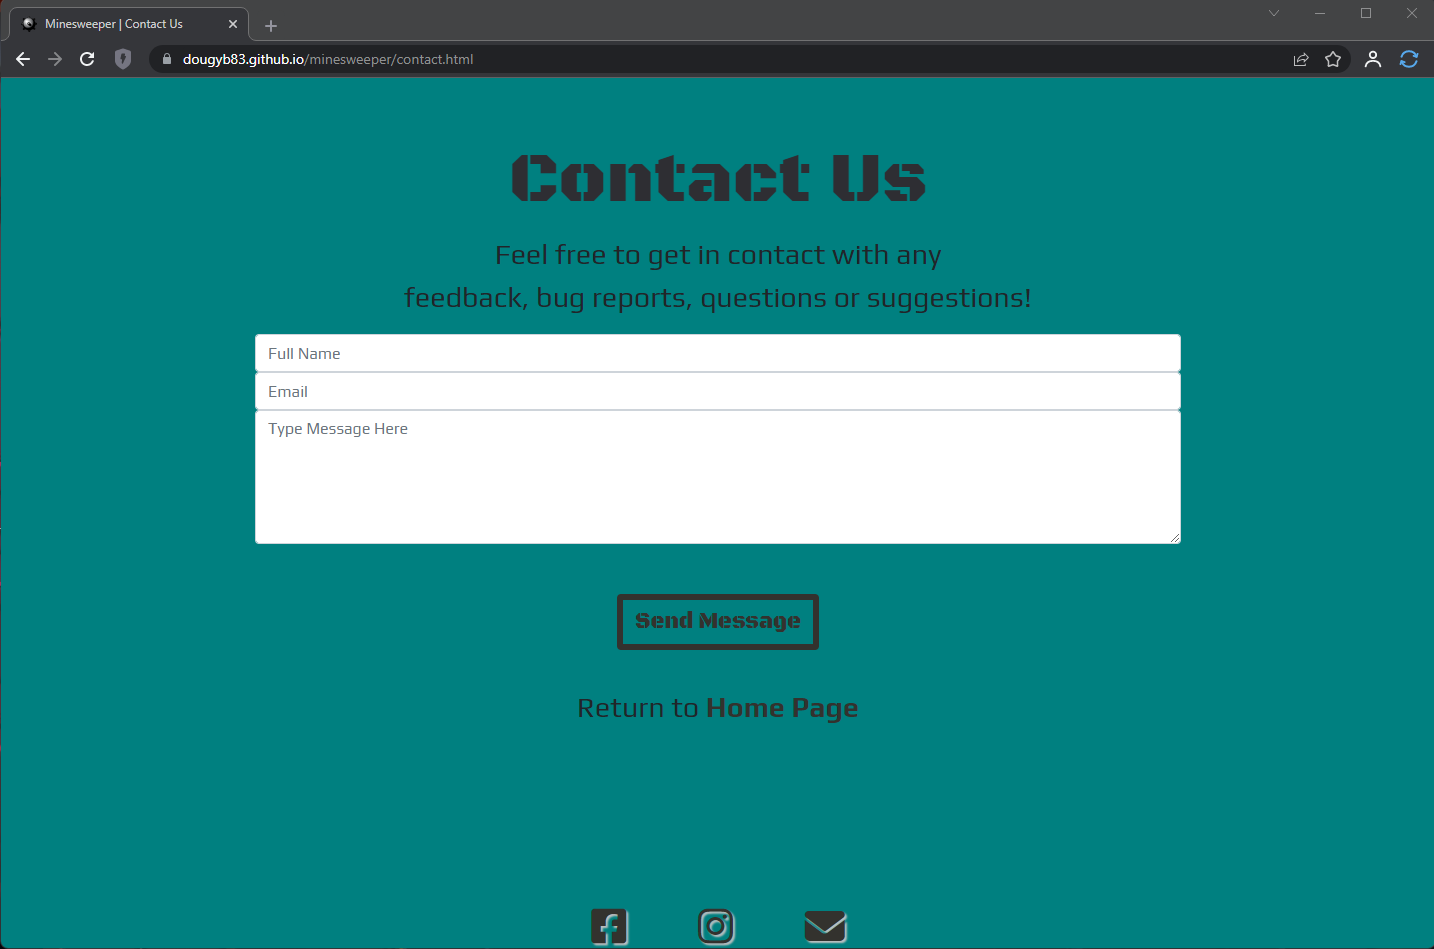 Minesweeper | Contact Us
dougyb83.github.io/minesweeper/contact.html
Contact Us
Feel free to get in contact with any
feedback, bug reports, questions or suggestions!
Full Name
Email
Type Message Here
Send Message
Return to Home Page